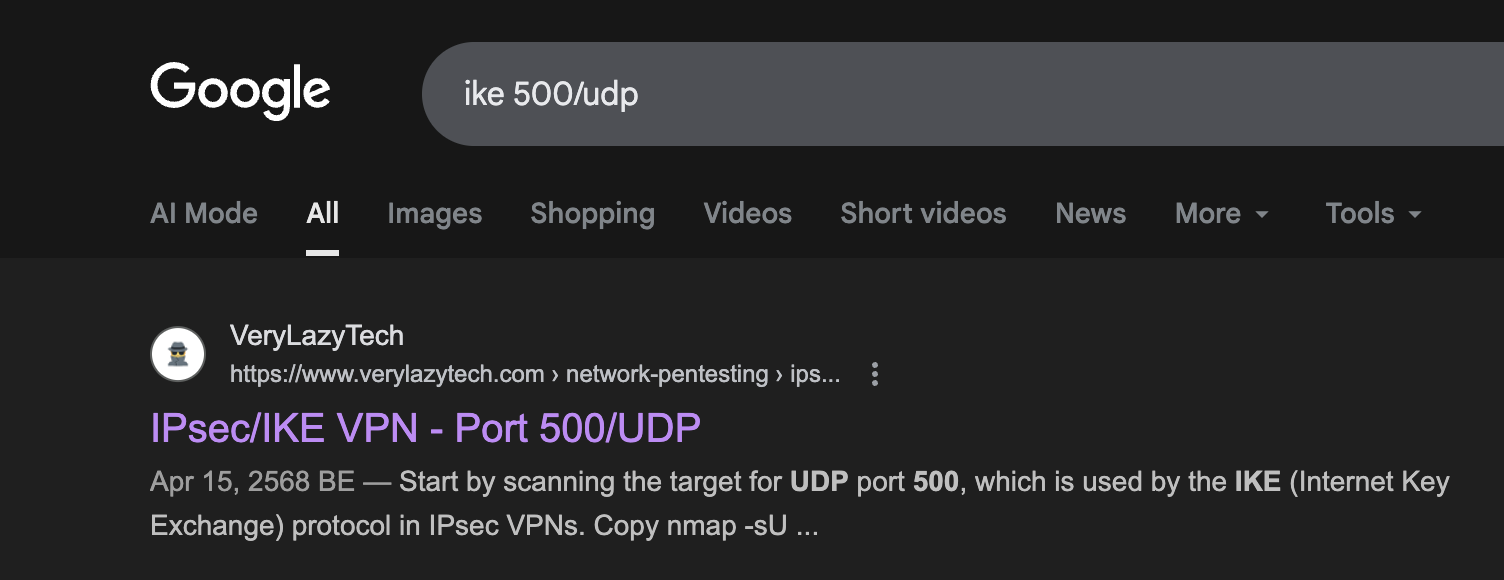 Google
ike 500/udp
AI Mode All Images Shopping Videos Short videos News More Tools
VeryLazyTech
https://www.verylazytech.com › network-pentesting › ips...
IPsec/IKE VPN - Port 500/UDP
Apr 15, 2568 BE — Start by scanning the target for UDP port 500, which is used by the IKE (Internet Key
Exchange) protocol in IPsec VPNs. Copy nmap -sU ...